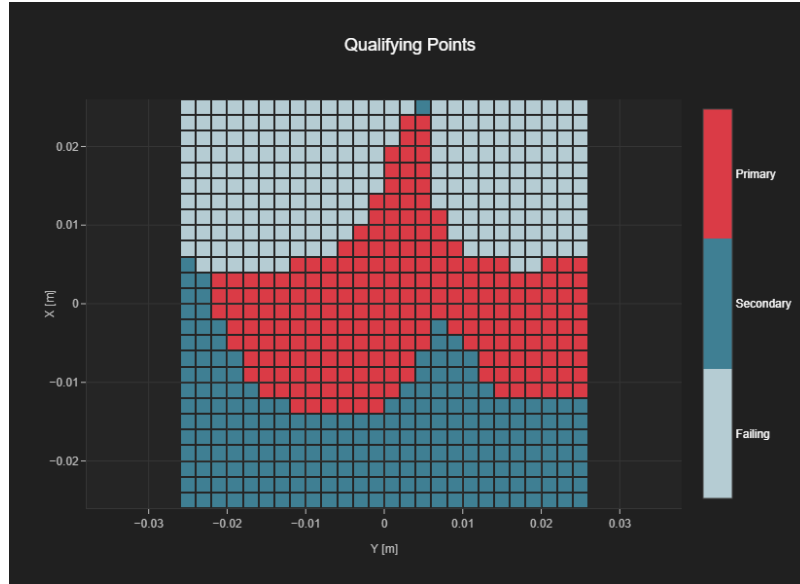 Qualifying Points
0.02
0.01
0
−0.01
−0.02
X [m]
−0.03
−0.02
−0.01
0
0.01
0.02
0.03
Y [m]
Primary
Secondary
Failing